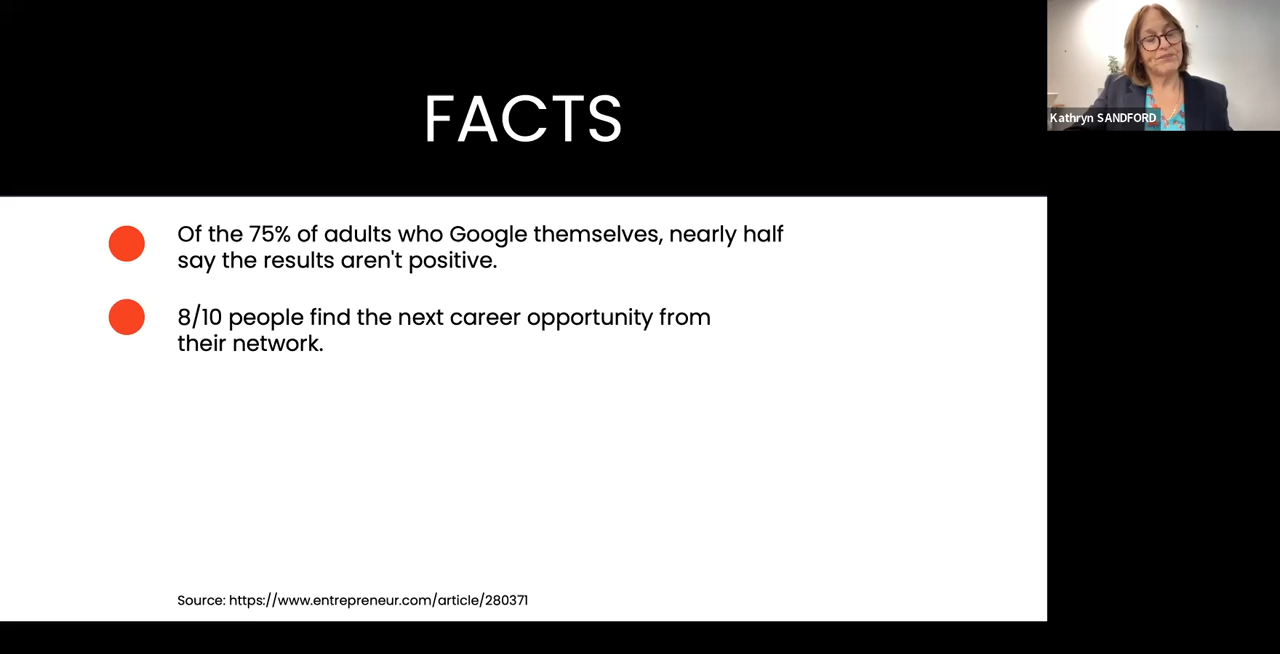 FACTS
Kathryn SANDFORD
Of the 75% of adults who Google themselves, nearly half
say the results aren't positive.
8/10 people find the next career opportunity from
their network.
Source: https://www.entrepreneur.com/article/280371